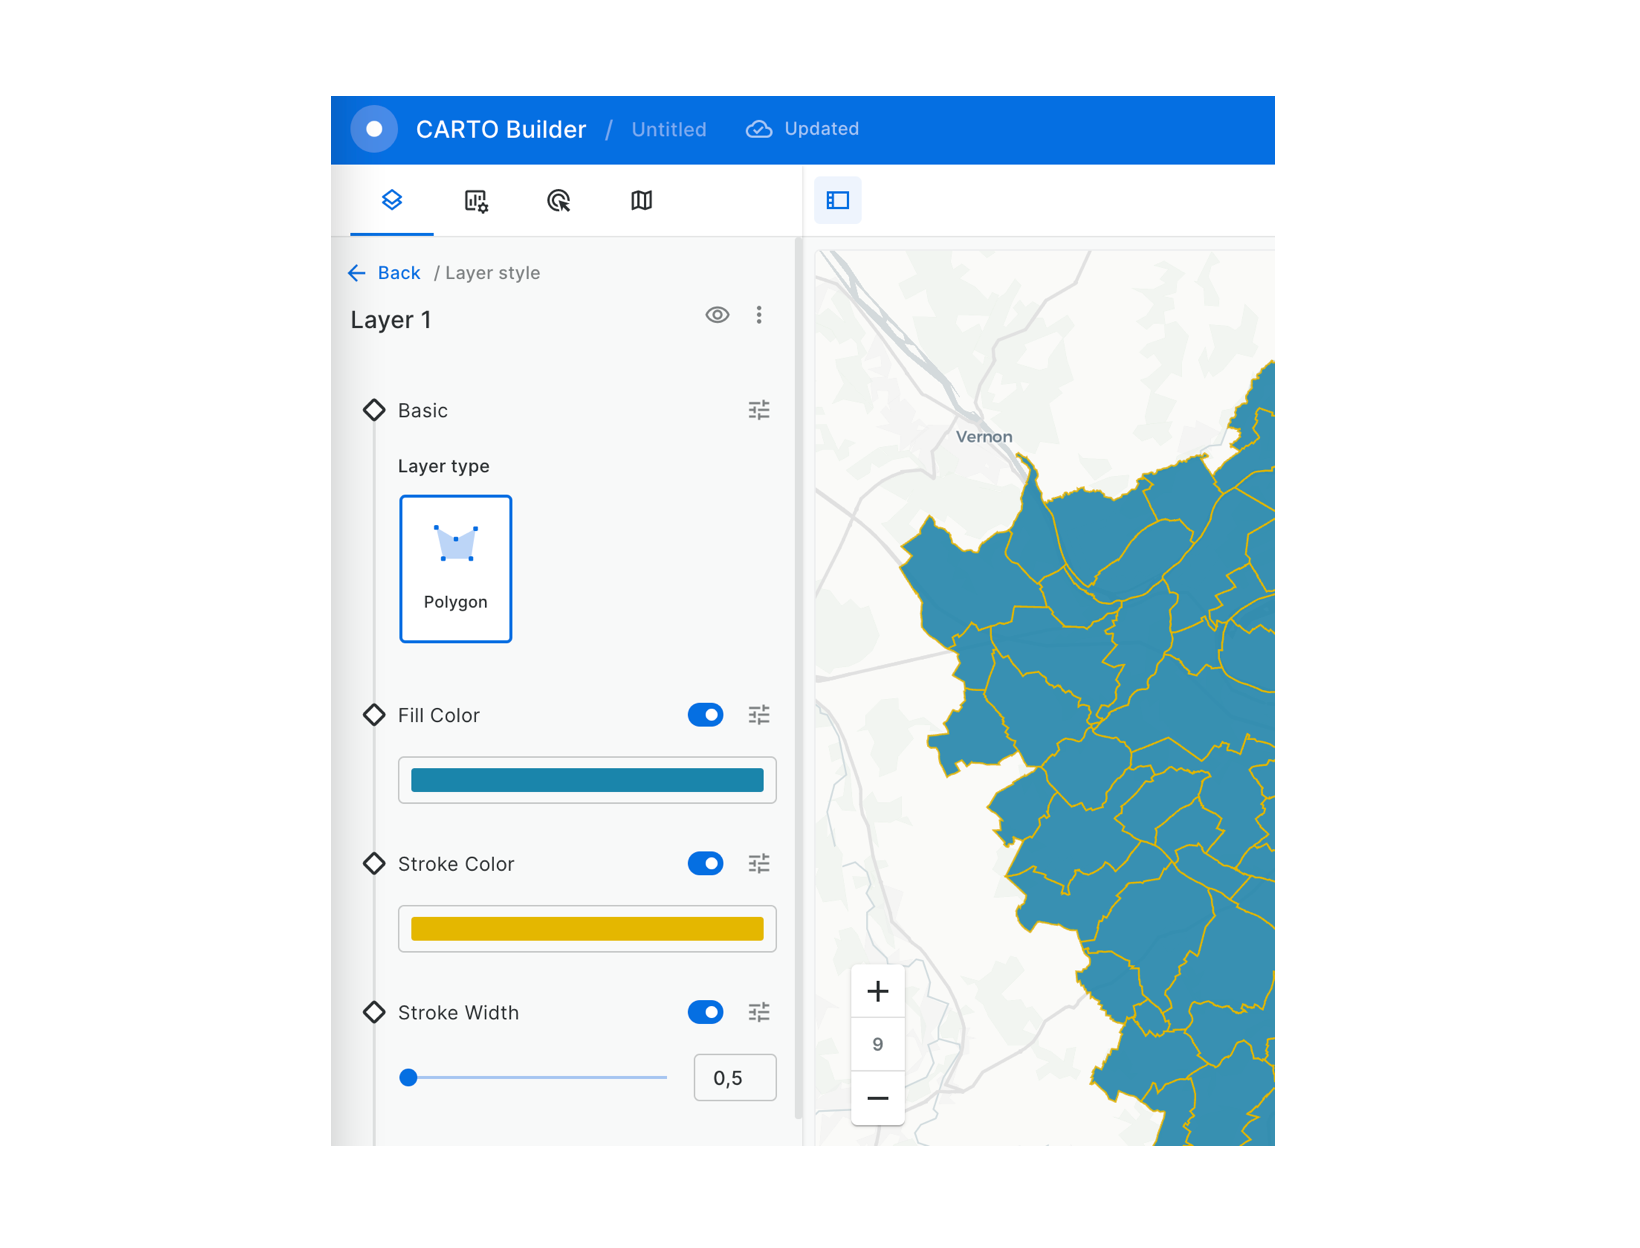 CARTO Builder / Untitled Updated
Back / Layer style
Layer 1
Basic
Layer type
Polygon
Fill Color
Stroke Color
Stroke Width
0,5
Vernon
+
9
−